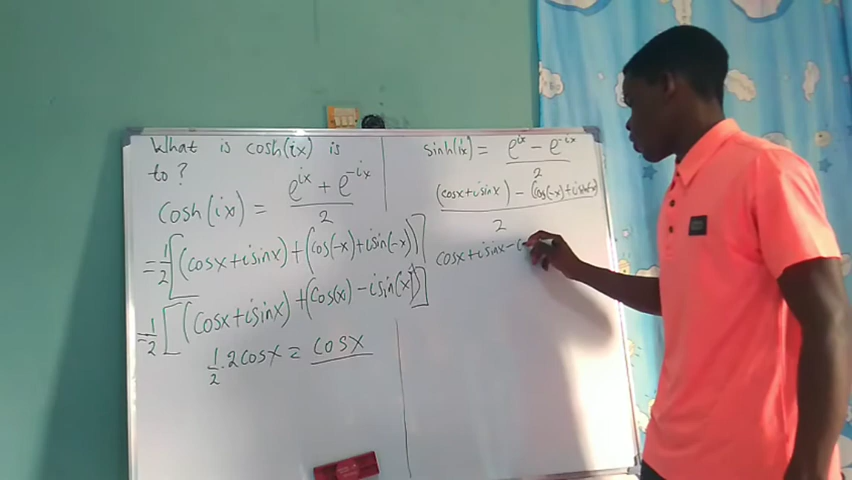 What is cosh(ix) is
to?
cosh(ix) = (e^ix + e^-ix)/2
= 1/2 [(cosx + isinx) + (cos(-x) + isin(-x))]
= 1/2 [(cosx + isinx) + (cos(x) - isin(x))]
1/2 . 2cosx = cosx
sinh(ix) = (e^ix - e^-ix)/2
((cosx + isinx) - (cos(-x) + isin(-x))/2
cosx + isinx - co